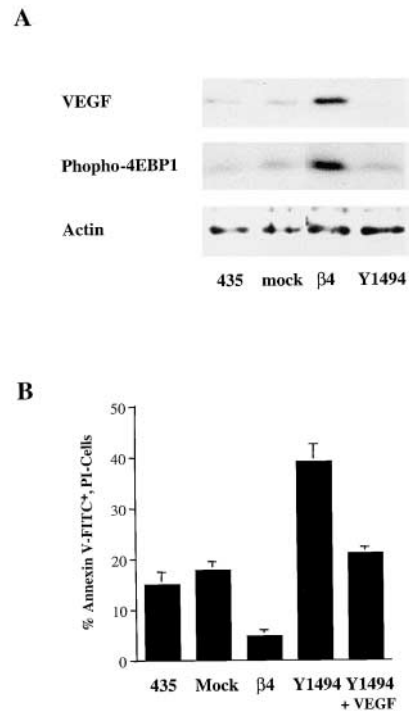 A
VEGF
Phopho-4EBP1
Actin
435 mock β4 Y1494
B
% Annexin V-FITC+, PI-Cells
50
40
30
20
10
0
435 Mock β4 Y1494 Y1494
+ VEGF